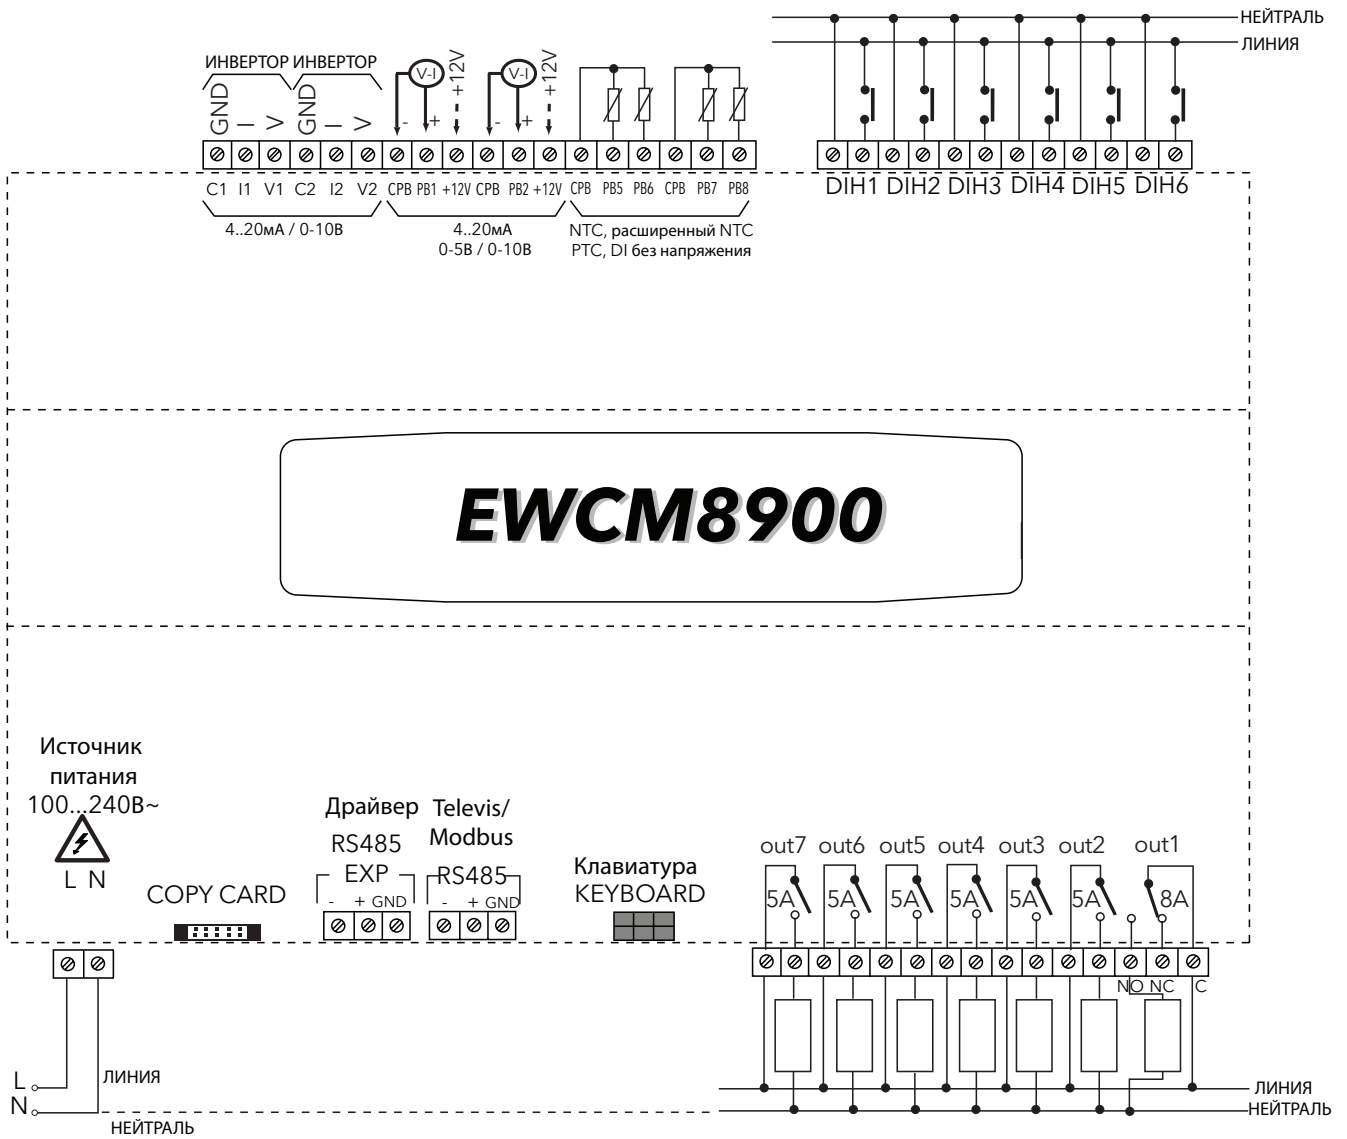 НЕЙТРАЛЬ
ЛИНИЯ
ИНВЕРТОР ИНВЕРТОР
GND I V GND I V - V-I + +12V - V-I + +12V
C1 I1 V1 C2 I2 V2 CPB PB1 +12V CPB PB2 +12V CPB PB5 PB6 CPB PB7 PB8
DIH1 DIH2 DIH3 DIH4 DIH5 DIH6
4..20мА / 0-10В
4..20мА
0-5В / 0-10В
NTC, расширенный NTC
PTC, DI без напряжения
EWCM8900
Источник
питания
100...240В~
L N
COPY CARD
Драйвер
RS485
EXP
- + GND
Televis/
Modbus
RS485
- + GND
Клавиатура
KEYBOARD
out7 out6 out5 out4 out3 out2 out1
5A 5A 5A 5A 5A 5A 8A
NO NC C
L
N
ЛИНИЯ
НЕЙТРАЛЬ
ЛИНИЯ
НЕЙТРАЛЬ